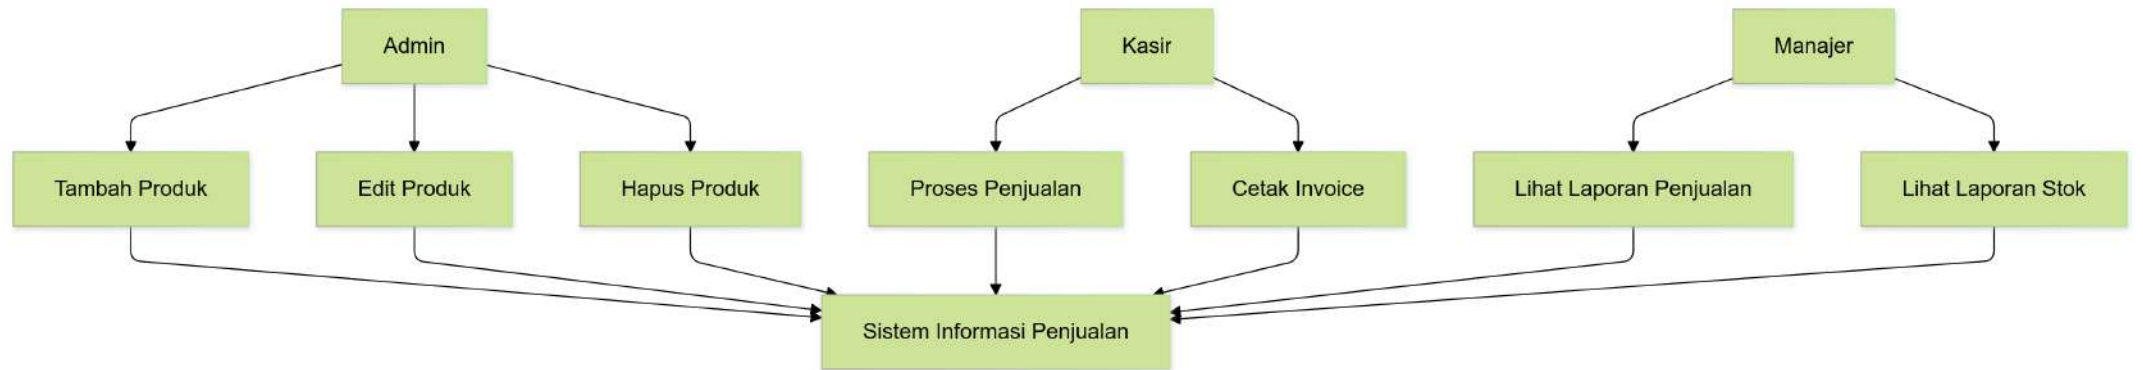 Admin
Kasir
Manajer
Tambah Produk
Edit Produk
Hapus Produk
Proses Penjualan
Cetak Invoice
Lihat Laporan Penjualan
Lihat Laporan Stok
Sistem Informasi Penjualan